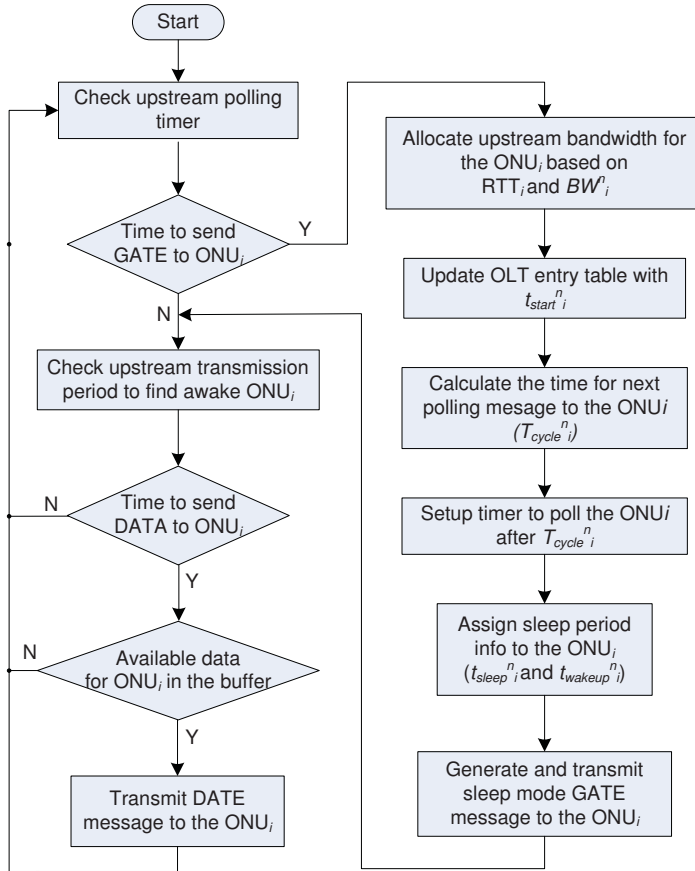 Start
Check upstream polling
timer
Time to send
GATE to ONUi
Y
N
Check upstream transmission
period to find awake ONUi
Time to send
DATA to ONUi
N
Y
Available data
for ONUi in the buffer
N
Y
Transmit DATE
message to the ONUi
Allocate upstream bandwidth for
the ONUi based on
RTTi and BWni
Update OLT entry table with
tstartni
Calculate the time for next
polling mesage to the ONUi
(Tcycleni)
Setup timer to poll the ONUi
after Tcycleni
Assign sleep period
info to the ONUi
(tsleepni and twakeupni)
Generate and transmit
sleep mode GATE
message to the ONUi